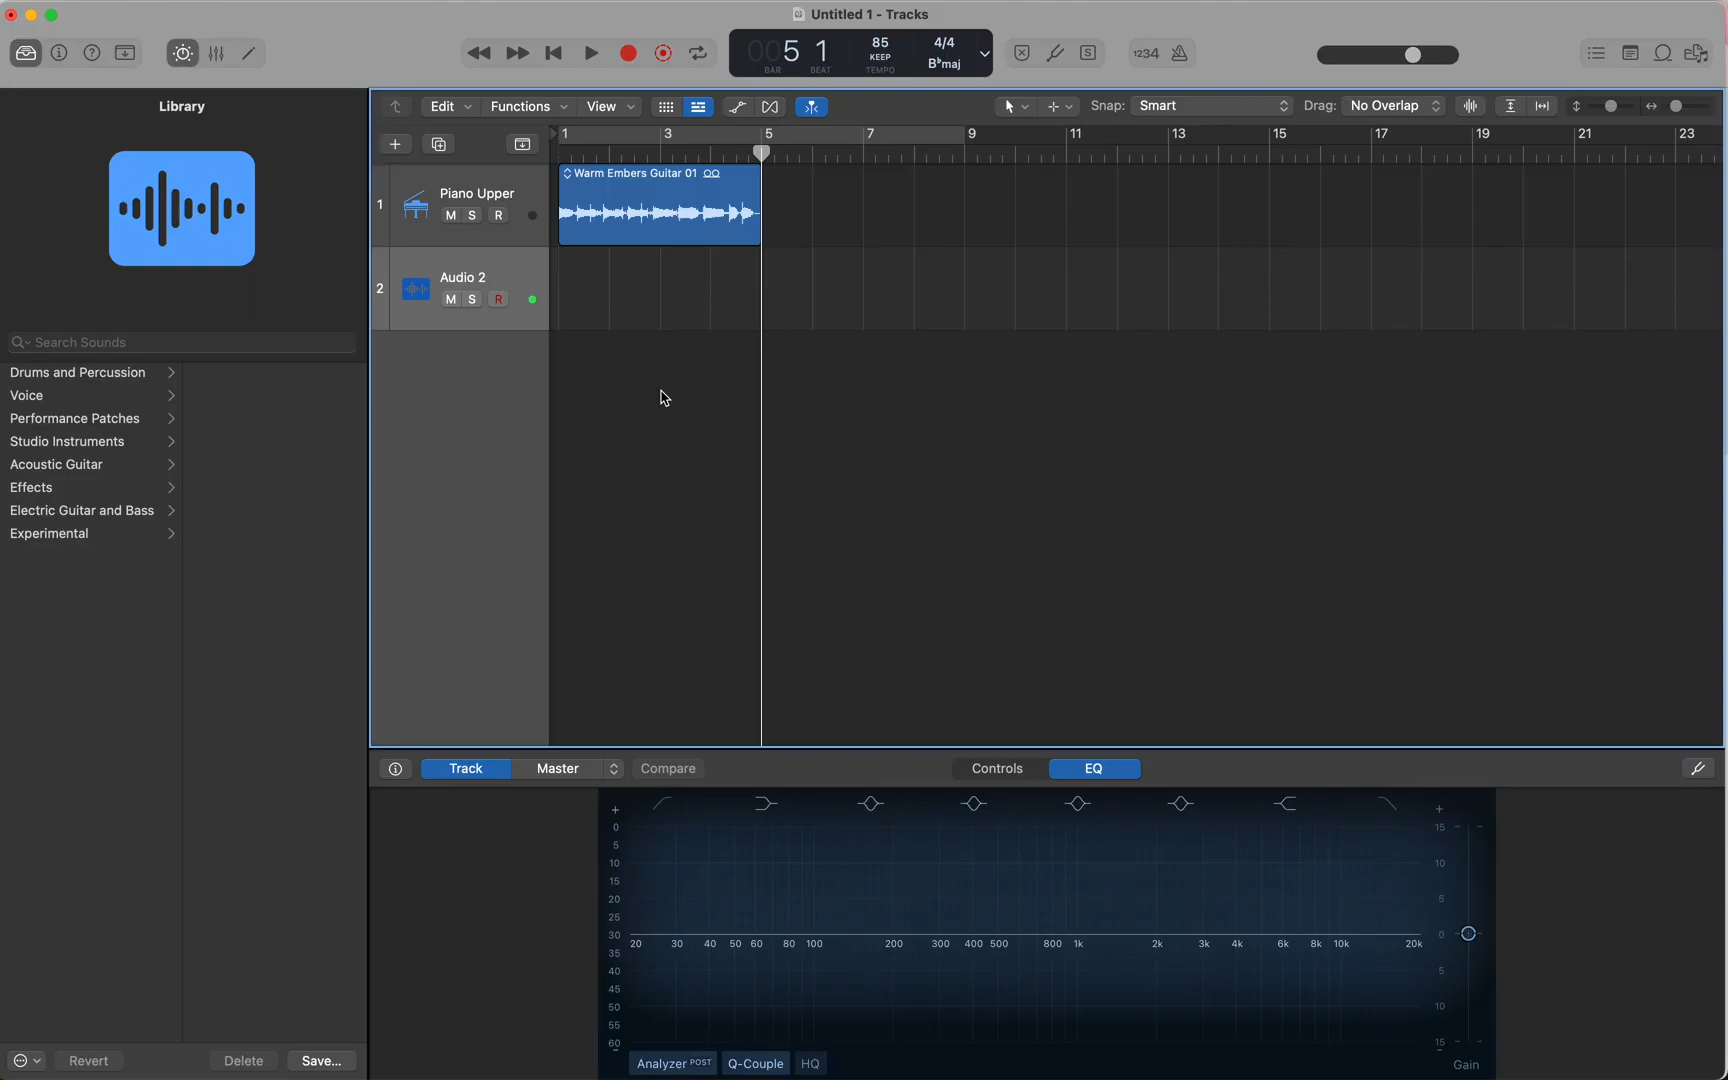 Untitled 1 - Tracks
005 1
BAR BEAT
85
KEEP
TEMPO
4/4
B♭maj
S
1234
Library
Edit Functions View Snap: Smart Drag: No Overlap
1 3 5 7 9 11 13 15 17 19 21 23
1 Piano Upper
M S R
Warm Embers Guitar 01
2 Audio 2
M S R
Search Sounds
Drums and Percussion
Voice
Performance Patches
Studio Instruments
Acoustic Guitar
Effects
Electric Guitar and Bass
Experimental
Track Master Compare Controls EQ
+ +
0 15
5
10 10
15
20 5
25
30 0
20 30 40 50 60 80 100 200 300 400 500 800 1k 2k 3k 4k 6k 8k 10k 20k
35
40 5
45
50 10
55
60 15
- -
Analyzer POST Q-Couple HQ Gain
Revert Delete Save...